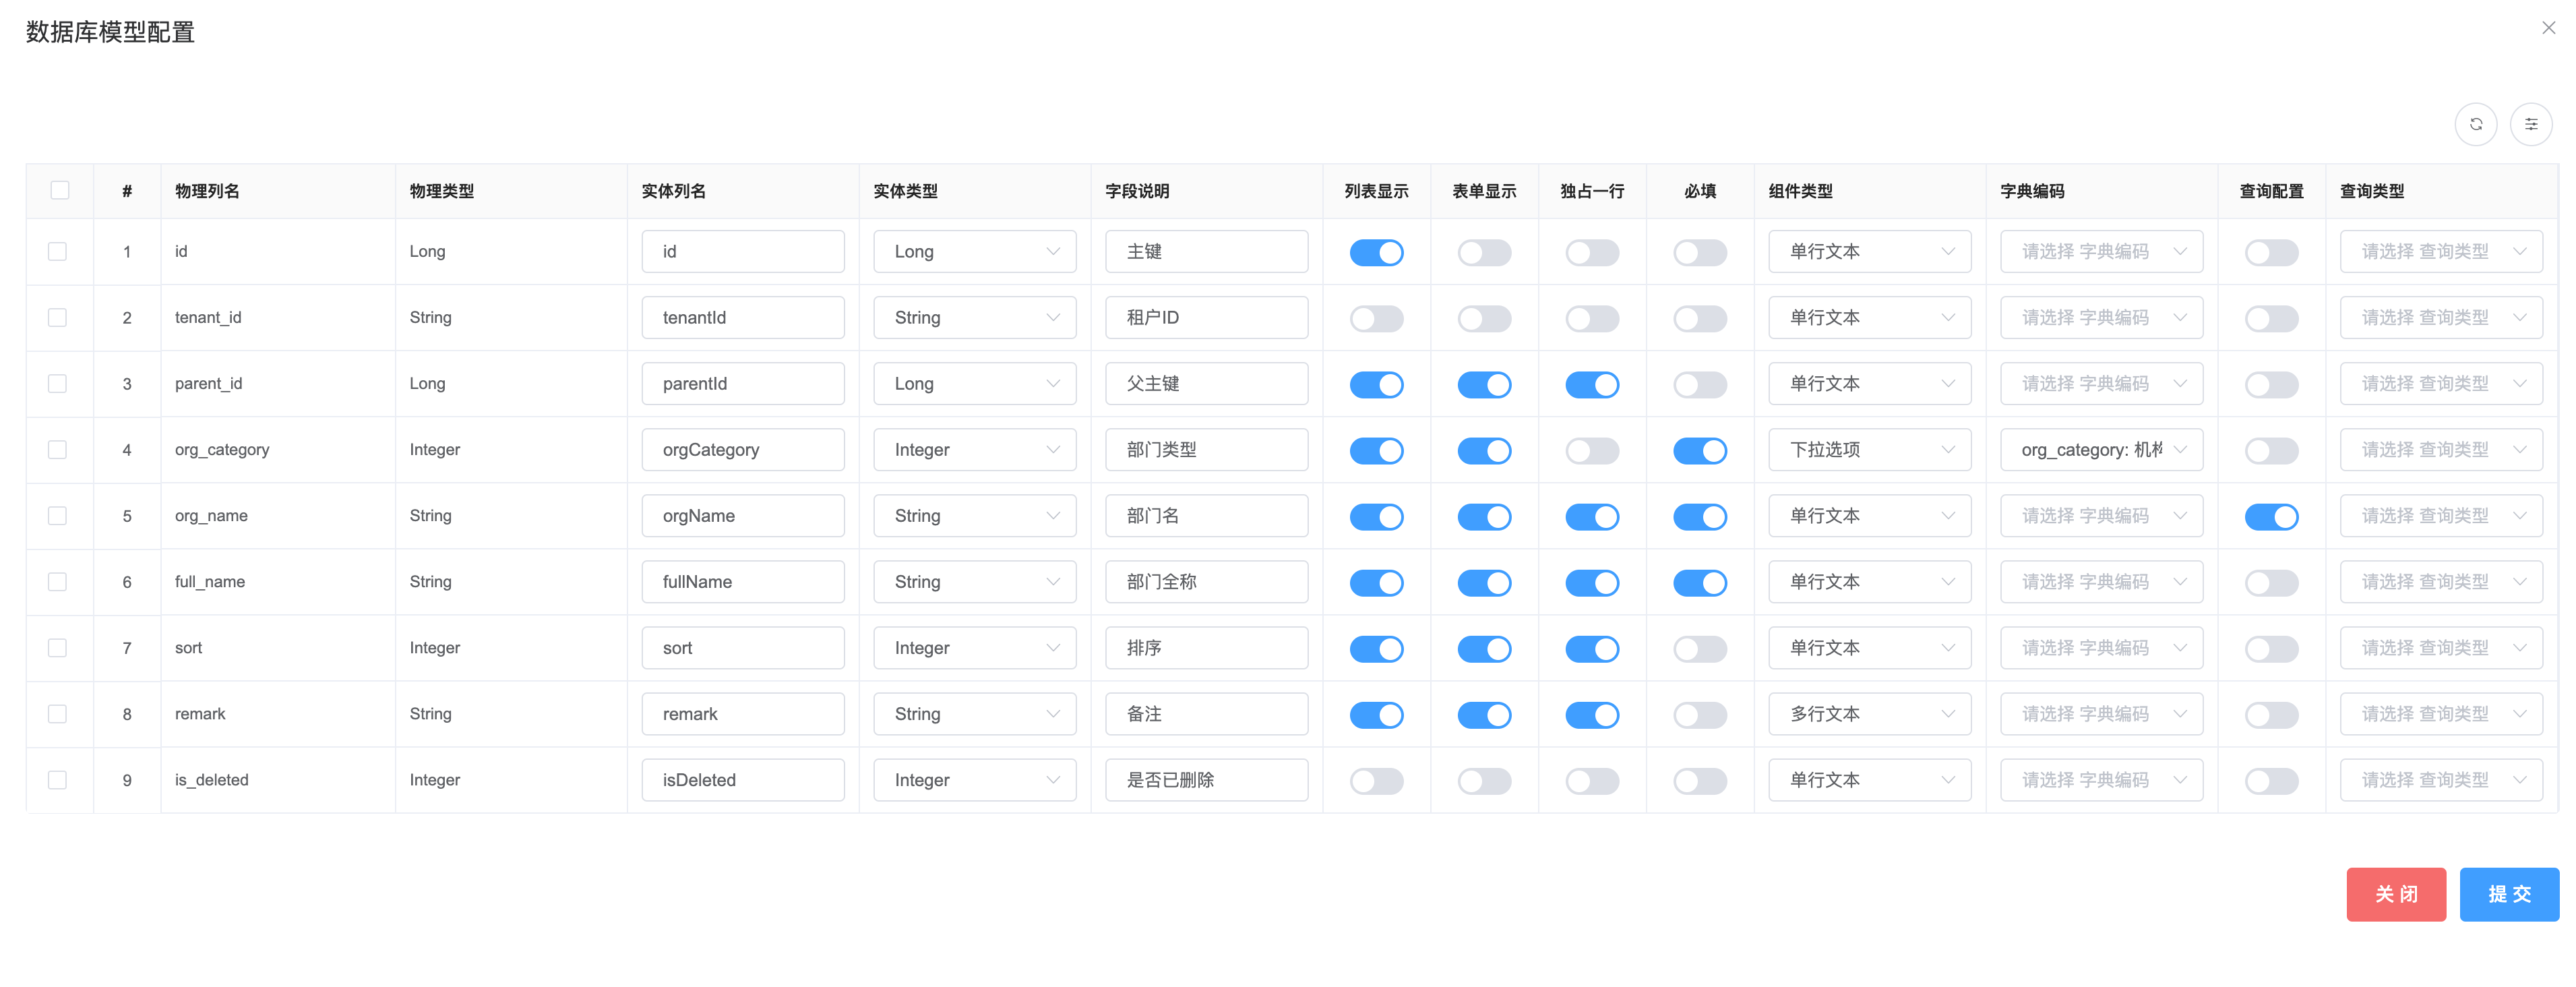 数据库模型配置
# 物理列名 物理类型 实体列名 实体类型 字段说明 列表显示 表单显示 独占一行 必填 组件类型 字典编码 查询配置 查询类型
1 id Long id Long 主键 单行文本 请选择 字典编码 请选择 查询类型
2 tenant_id String tenantId String 租户ID 单行文本 请选择 字典编码 请选择 查询类型
3 parent_id Long parentId Long 父主键 单行文本 请选择 字典编码 请选择 查询类型
4 org_category Integer orgCategory Integer 部门类型 下拉选项 org_category: 机构 请选择 查询类型
5 org_name String orgName String 部门名 单行文本 请选择 字典编码 请选择 查询类型
6 full_name String fullName String 部门全称 单行文本 请选择 字典编码 请选择 查询类型
7 sort Integer sort Integer 排序 单行文本 请选择 字典编码 请选择 查询类型
8 remark String remark String 备注 多行文本 请选择 字典编码 请选择 查询类型
9 is_deleted Integer isDeleted Integer 是否已删除 单行文本 请选择 字典编码 请选择 查询类型
关 闭 提 交